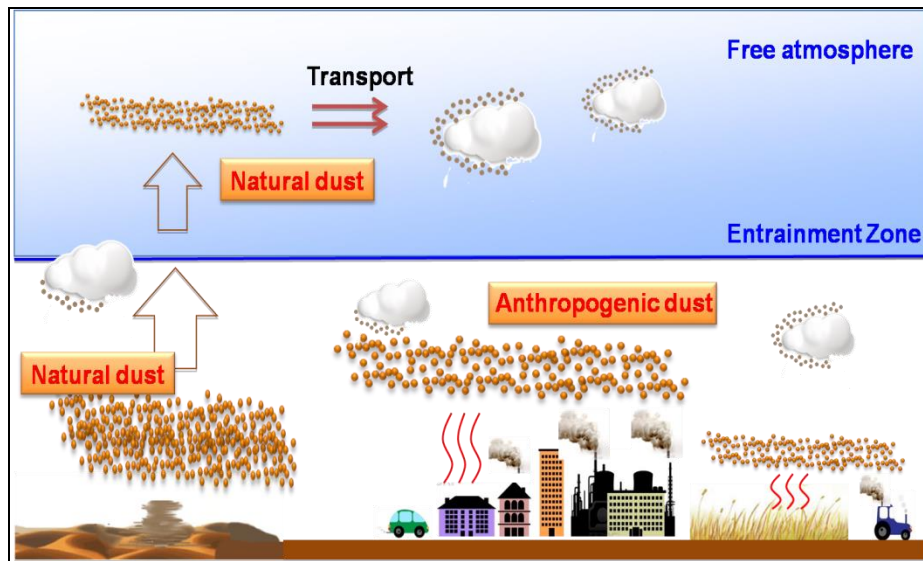 Free atmosphere
Transport
Natural dust
Entrainment Zone
Anthropogenic dust
Natural dust